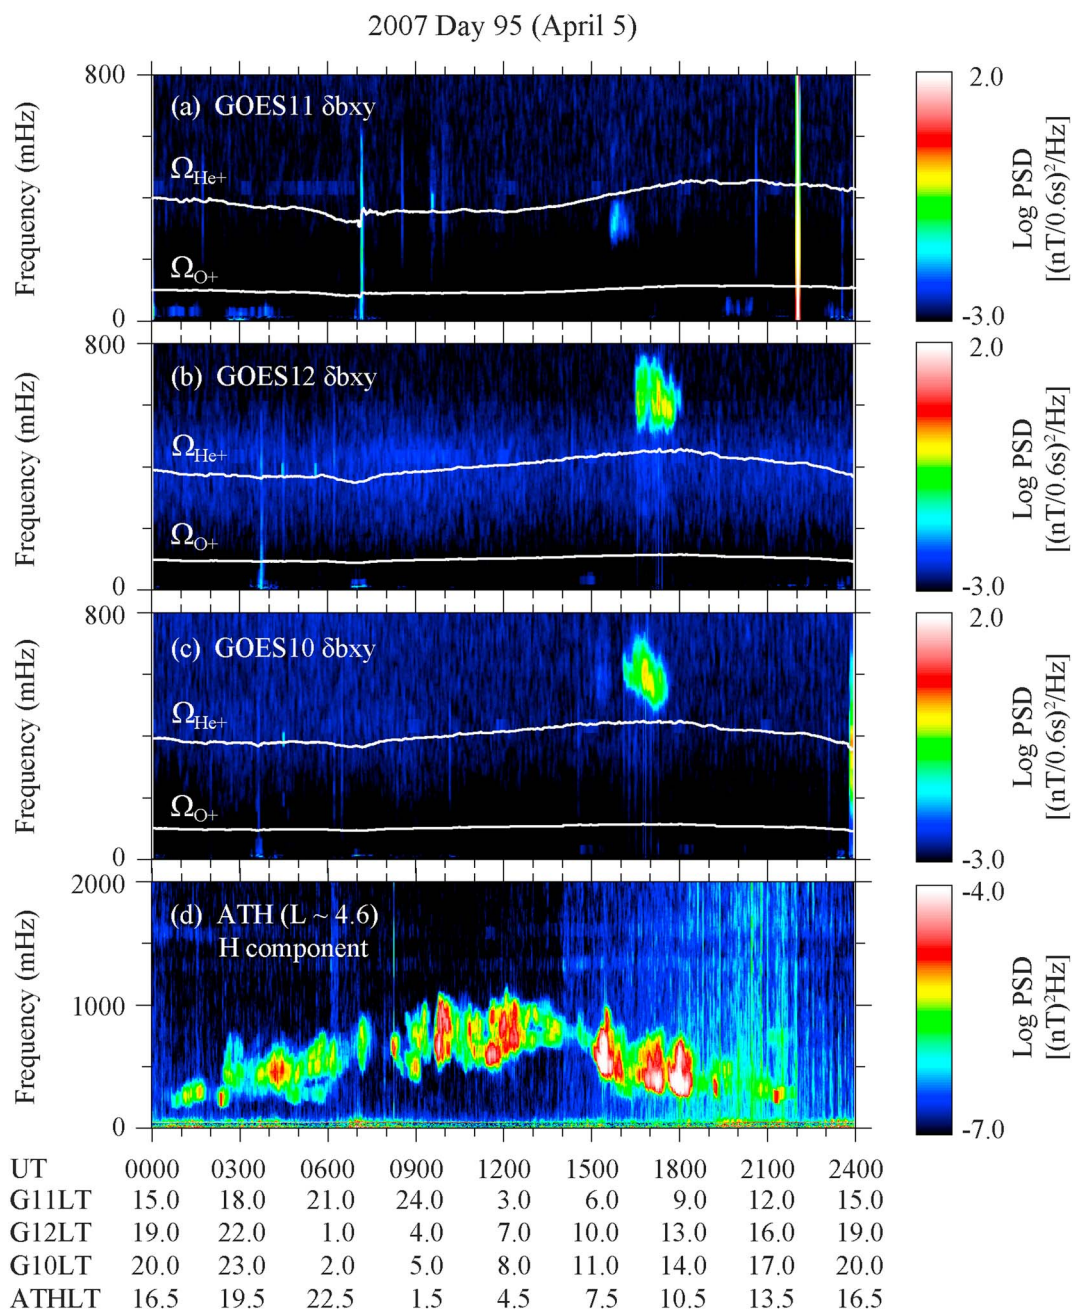 2007 Day 95 (April 5)
800
Frequency (mHz)
0
(a) GOES11 δbxy
ΩHe+
ΩO+
2.0
-3.0
Log PSD
[(nT/0.6s)²/Hz]
800
Frequency (mHz)
0
(b) GOES12 δbxy
ΩHe+
ΩO+
2.0
-3.0
Log PSD
[(nT/0.6s)²/Hz]
800
Frequency (mHz)
0
(c) GOES10 δbxy
ΩHe+
ΩO+
2.0
-3.0
Log PSD
[(nT/0.6s)²/Hz]
2000
1000
0
Frequency (mHz)
(d) ATH (L ~ 4.6)
H component
-4.0
-7.0
Log PSD
[(nT)²Hz]
UT 0000 0300 0600 0900 1200 1500 1800 2100 2400
G11LT 15.0 18.0 21.0 24.0 3.0 6.0 9.0 12.0 15.0
G12LT 19.0 22.0 1.0 4.0 7.0 10.0 13.0 16.0 19.0
G10LT 20.0 23.0 2.0 5.0 8.0 11.0 14.0 17.0 20.0
ATHLT 16.5 19.5 22.5 1.5 4.5 7.5 10.5 13.5 16.5